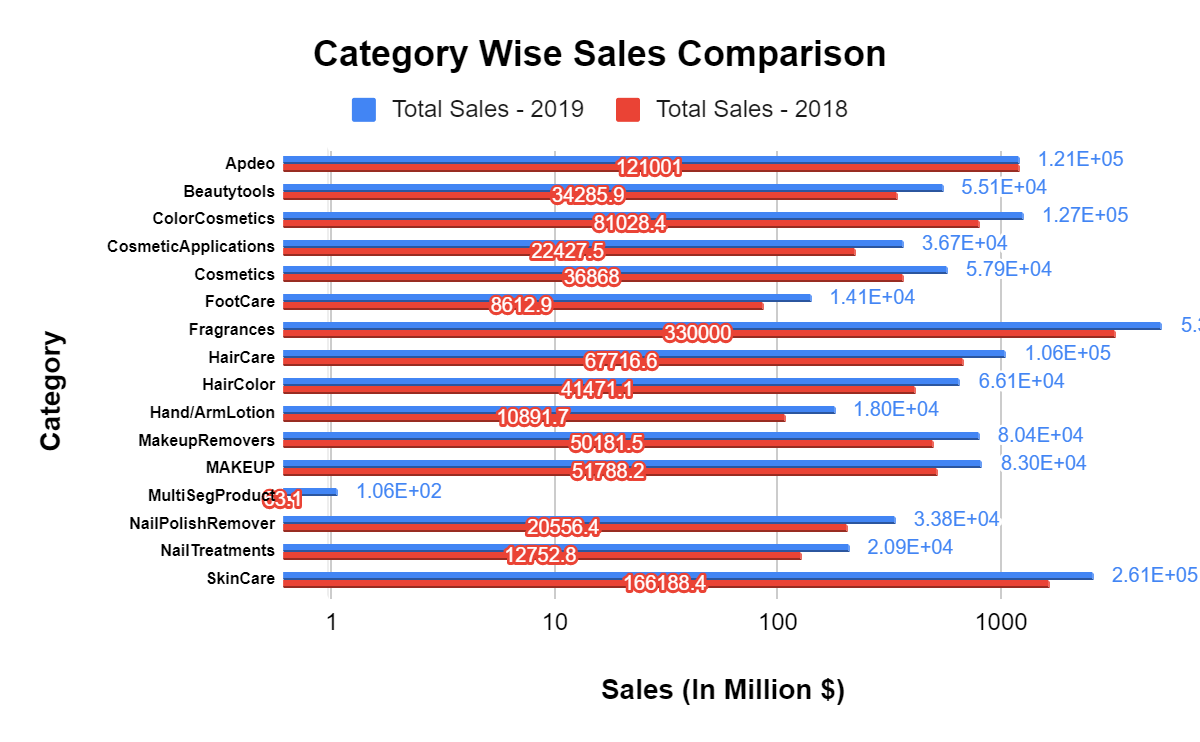 Category Wise Sales Comparison
Total Sales - 2019 Total Sales - 2018
Category
Apdeo 121001 1.21E+05
Beautytools 34285.9 5.51E+04
ColorCosmetics 81028.4 1.27E+05
CosmeticApplications 22427.5 3.67E+04
Cosmetics 36868 5.79E+04
FootCare 8612.9 1.41E+04
Fragrances 330000
HairCare 67716.6 1.06E+05
HairColor 41471.1 6.61E+04
Hand/ArmLotion 10891.7 1.80E+04
MakeupRemovers 50181.5 8.04E+04
MAKEUP 51788.2 8.30E+04
MultiSegProduct 1.06E+02
NailPolishRemover 20556.4 3.38E+04
NailTreatments 12752.8 2.09E+04
SkinCare 166188.4 2.61E+05
1 10 100 1000
Sales (In Million $)